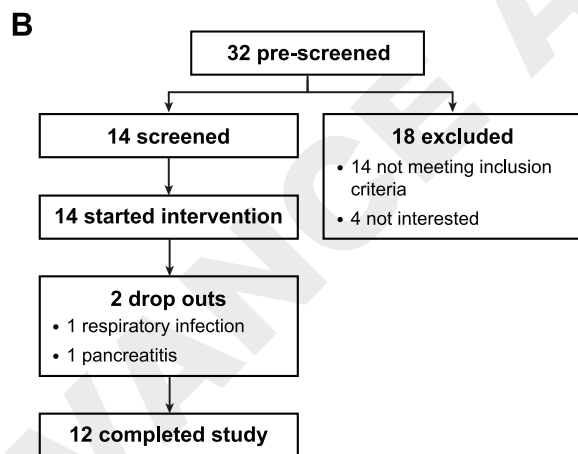 B
32 pre-screened
14 screened
18 excluded
• 14 not meeting inclusion
criteria
• 4 not interested
14 started intervention
2 drop outs
• 1 respiratory infection
• 1 pancreatitis
12 completed study
VANCE A